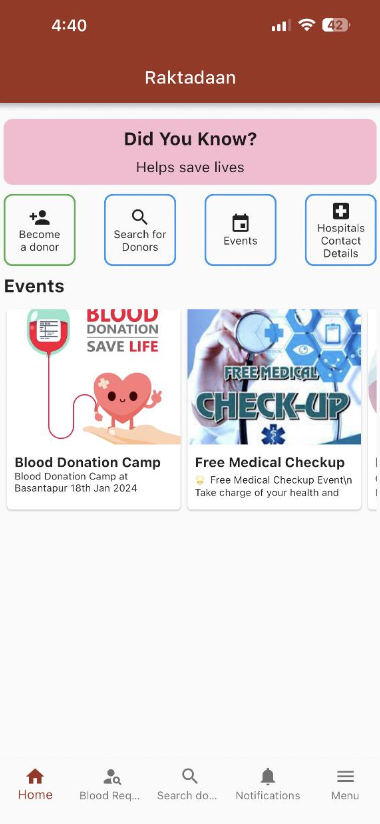 4:40
42
Raktadaan
Did You Know?
Helps save lives
Become
a donor
Search for
Donors
Events
Hospitals
Contact
Details
Events
BLOOD
DONATION
SAVE LIFE
FREE MEDICAL
CHECK-UP
Blood Donation Camp
Blood Donation Camp at
Basantapur 18th Jan 2024
Free Medical Checkup
Free Medical Checkup Event\n
Take charge of your health and
Home
Blood Req...
Search do...
Notifications
Menu